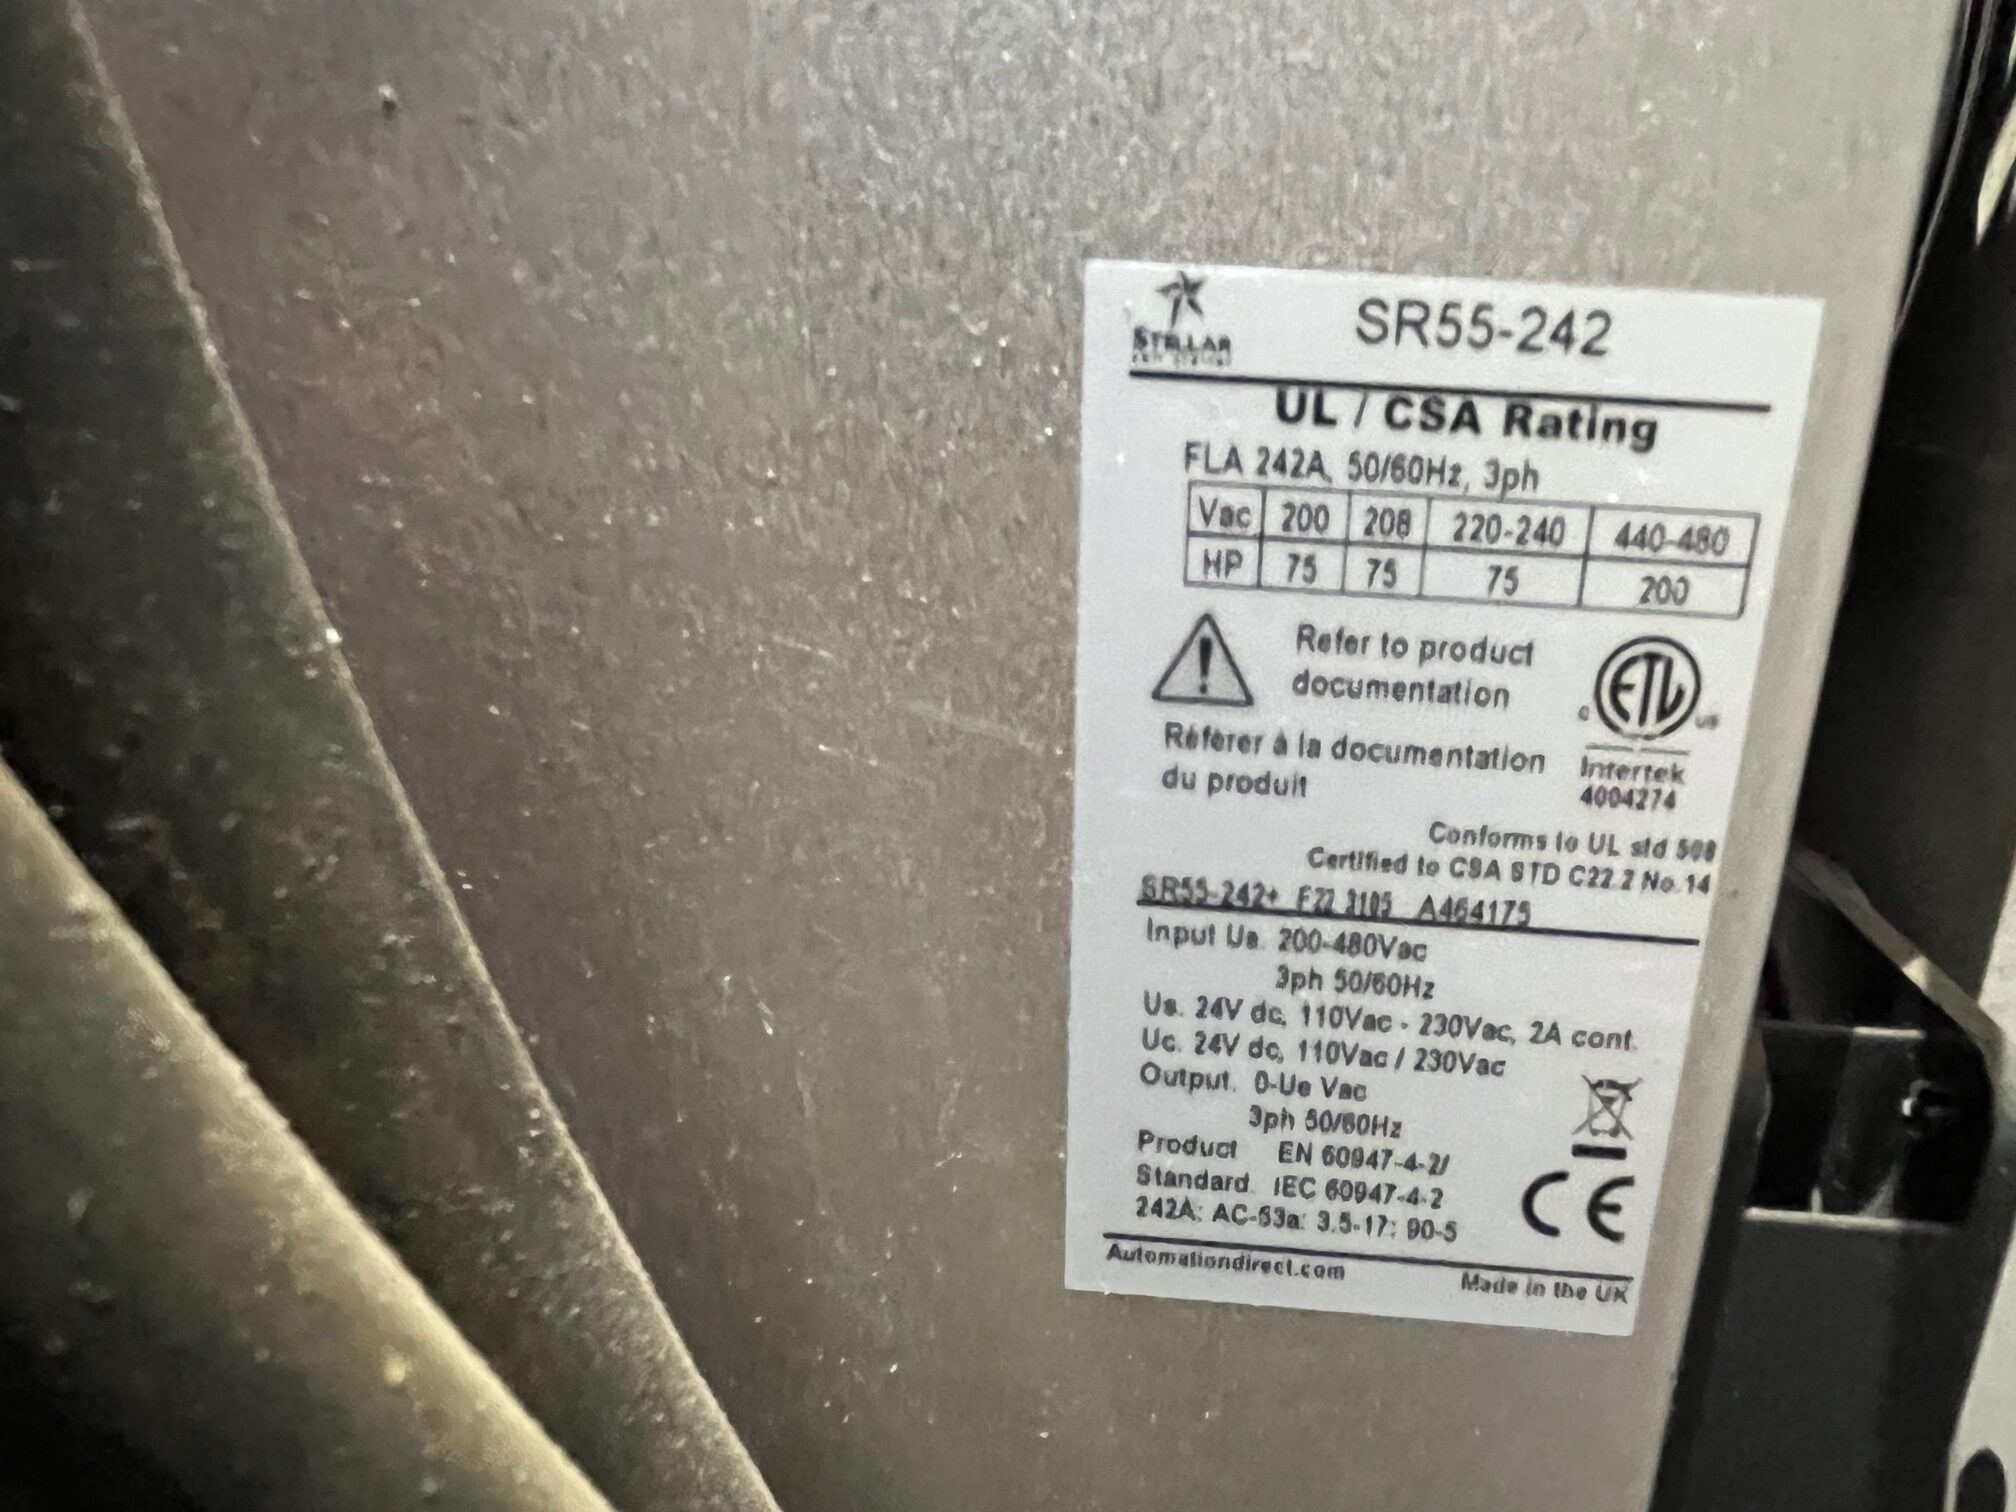 STELLAR
SR55-242
UL / CSA Rating
FLA 242A, 50/60Hz, 3ph
Vac 200 208 220-240 440-480
HP 75 75 75 200
Refer to product
documentation
Référer à la documentation
du produit
C ETL US
Intertek
4004274
Conforms to UL std 508
Certified to CSA STD C22.2 No.14
SR55-242+ F22 3105 A464175
Input Ue. 200-480Vac
3ph 50/60Hz
Us. 24V dc, 110Vac - 230Vac, 2A cont.
Uc. 24V dc, 110Vac / 230Vac
Output. 0-Ue Vac
3ph 50/60Hz
Product EN 60947-4-2/
Standard. IEC 60947-4-2
242A: AC-53a: 3.5-17: 90-5
CE
Automationdirect.com
Made in the UK